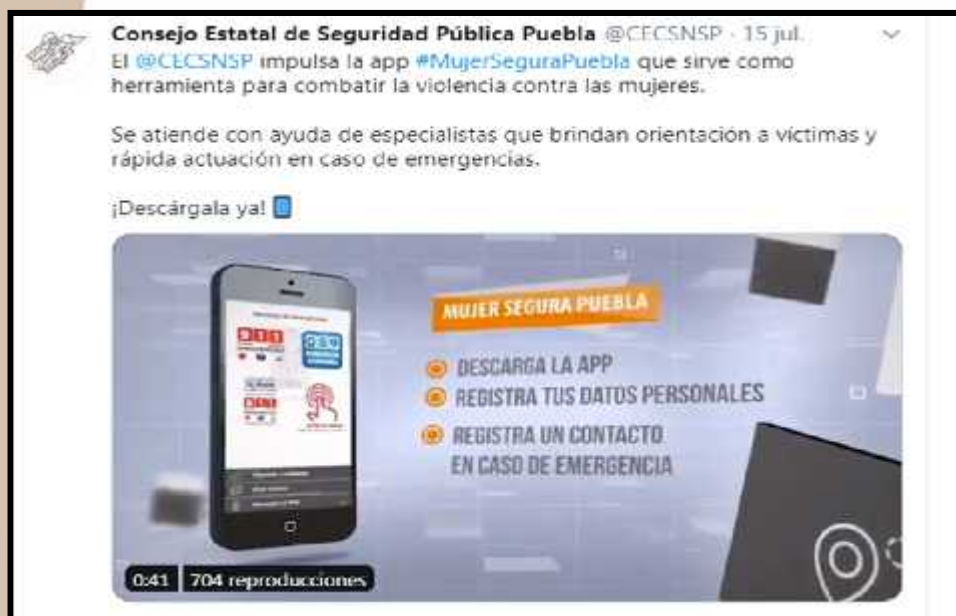 Consejo Estatal de Seguridad Pública Puebla @CECSNSP · 15 jul.
El @CECSNSP impulsa la app #MujerSeguraPuebla que sirve como
herramienta para combatir la violencia contra las mujeres.
Se atiende con ayuda de especialistas que brindan orientación a víctimas y
rápida actuación en caso de emergencias.
¡Descárgala ya!
MUJER SEGURA PUEBLA
DESCARGA LA APP
REGISTRA TUS DATOS PERSONALES
REGISTRA UN CONTACTO
EN CASO DE EMERGENCIA
911
089
0:41 704 reproducciones